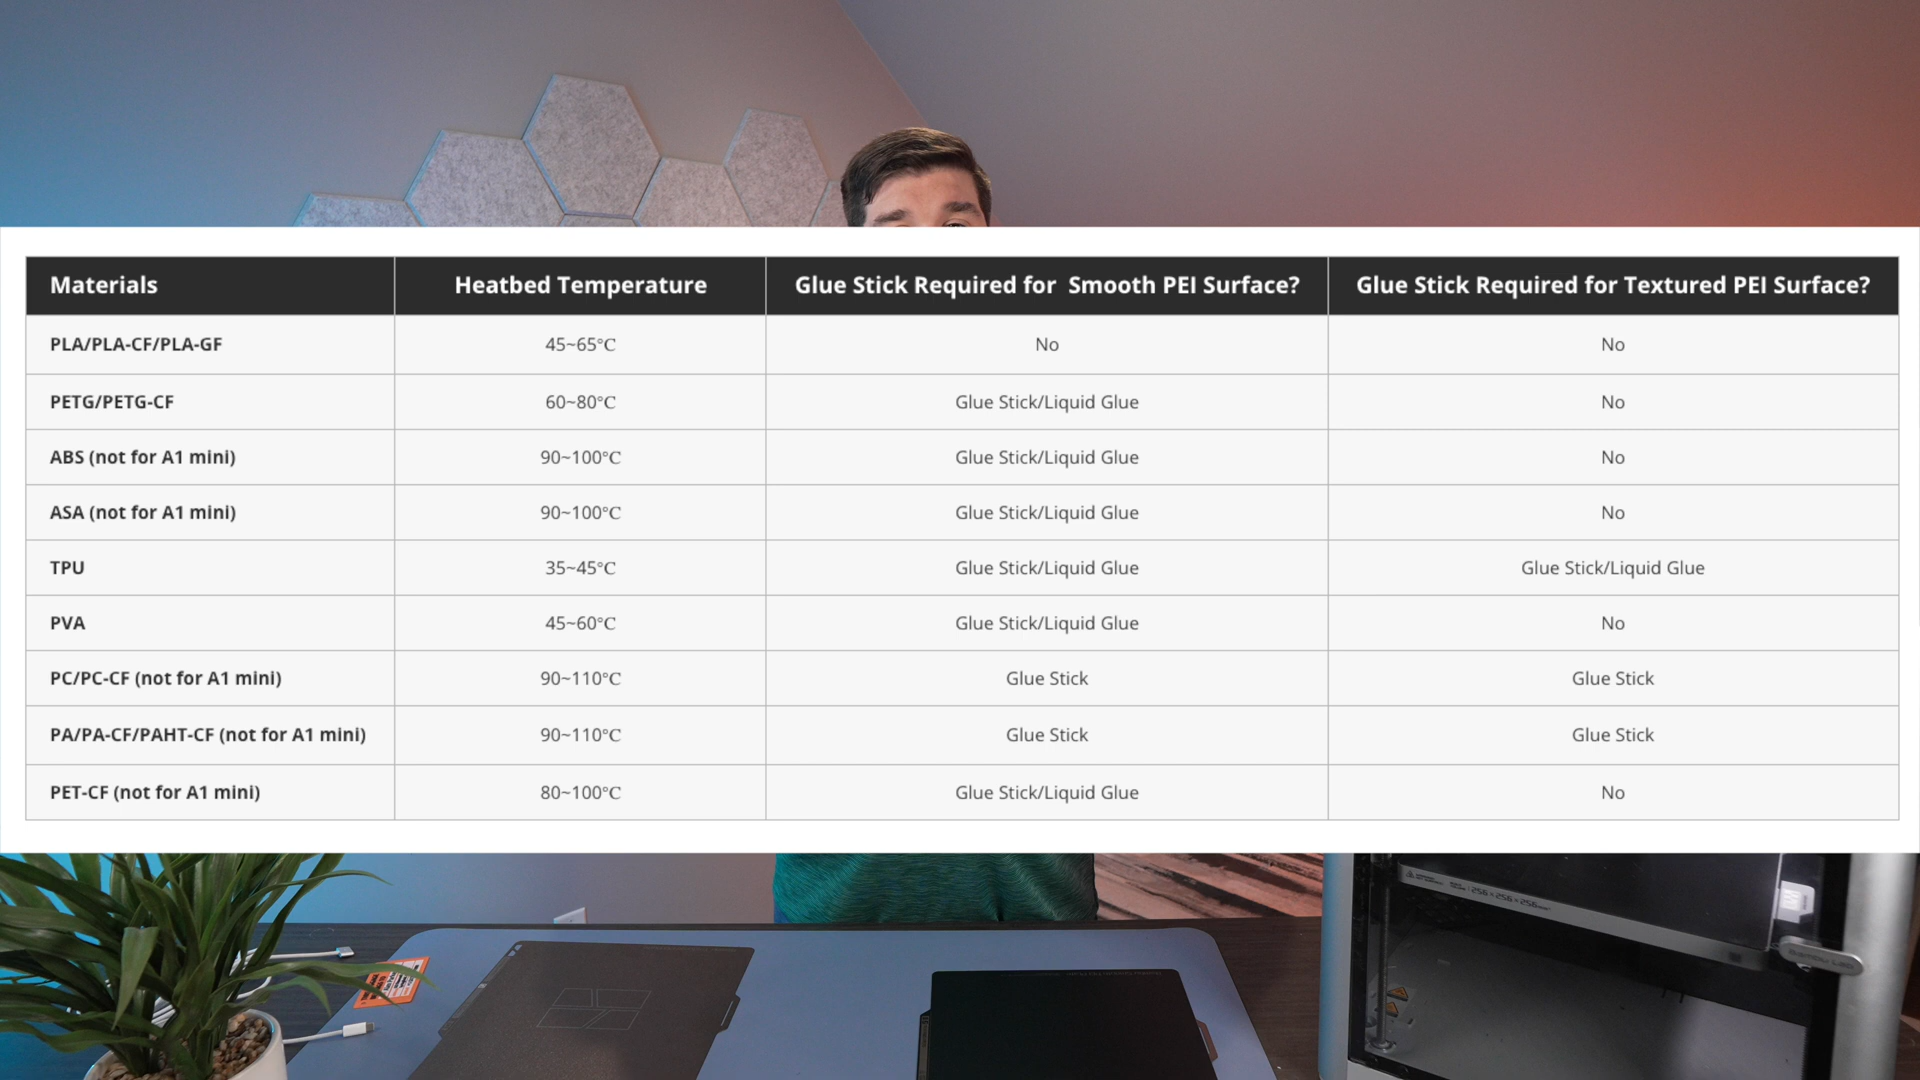 Materials Heatbed Temperature Glue Stick Required for Smooth PEI Surface? Glue Stick Required for Textured PEI Surface?
PLA/PLA-CF/PLA-GF 45~65℃ No No
PETG/PETG-CF 60~80℃ Glue Stick/Liquid Glue No
ABS (not for A1 mini) 90~100℃ Glue Stick/Liquid Glue No
ASA (not for A1 mini) 90~100℃ Glue Stick/Liquid Glue No
TPU 35~45℃ Glue Stick/Liquid Glue Glue Stick/Liquid Glue
PVA 45~60℃ Glue Stick/Liquid Glue No
PC/PC-CF (not for A1 mini) 90~110℃ Glue Stick Glue Stick
PA/PA-CF/PAHT-CF (not for A1 mini) 90~110℃ Glue Stick Glue Stick
PET-CF (not for A1 mini) 80~100℃ Glue Stick/Liquid Glue No
256×256×256
Bambu Lab